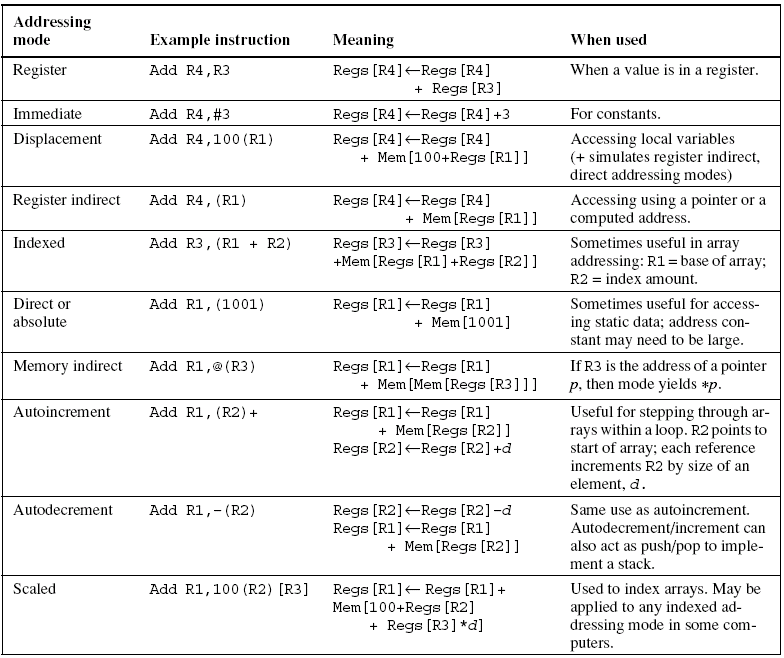 Addressing
mode Example instruction Meaning When used
Register Add R4,R3 Regs[R4]←Regs[R4] When a value is in a register.
+ Regs[R3]
Immediate Add R4,#3 Regs[R4]←Regs[R4]+3 For constants.
Displacement Add R4,100(R1) Regs[R4]←Regs[R4] Accessing local variables
+ Mem[100+Regs[R1]] (+ simulates register indirect,
direct addressing modes)
Register indirect Add R4,(R1) Regs[R4]←Regs[R4] Accessing using a pointer or a
+ Mem[Regs[R1]] computed address.
Indexed Add R3,(R1 + R2) Regs[R3]←Regs[R3] Sometimes useful in array
+Mem[Regs[R1]+Regs[R2]] addressing: R1 = base of array;
R2 = index amount.
Direct or Add R1,(1001) Regs[R1]←Regs[R1] Sometimes useful for access-
absolute + Mem[1001] ing static data; address con-
stant may need to be large.
Memory indirect Add R1,@(R3) Regs[R1]←Regs[R1] If R3 is the address of a pointer
+ Mem[Mem[Regs[R3]]] p, then mode yields *p.
Autoincrement Add R1,(R2)+ Regs[R1]←Regs[R1] Useful for stepping through ar-
+ Mem[Regs[R2]] rays within a loop. R2 points to
Regs[R2]←Regs[R2]+d start of array; each reference
increments R2 by size of an
element, d.
Autodecrement Add R1,-(R2) Regs[R2]←Regs[R2]-d Same use as autoincrement.
Regs[R1]←Regs[R1] Autodecrement/increment can
+ Mem[Regs[R2]] also act as push/pop to imple-
ment a stack.
Scaled Add R1,100(R2)[R3] Regs[R1]← Regs[R1]+ Used to index arrays. May be
Mem[100+Regs[R2] applied to any indexed ad-
+ Regs[R3]*d] dressing mode in some com-
puters.